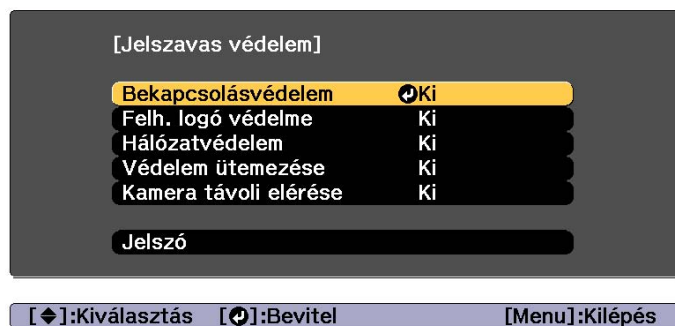 [Jelszavas védelem]
Bekapcsolásvédelem Ki
Felh. logó védelme Ki
Hálózatvédelem Ki
Védelem ütemezése Ki
Kamera távoli elérése Ki
Jelszó
[◆]:Kiválasztás [↵]:Bevitel [Menu]:Kilépés